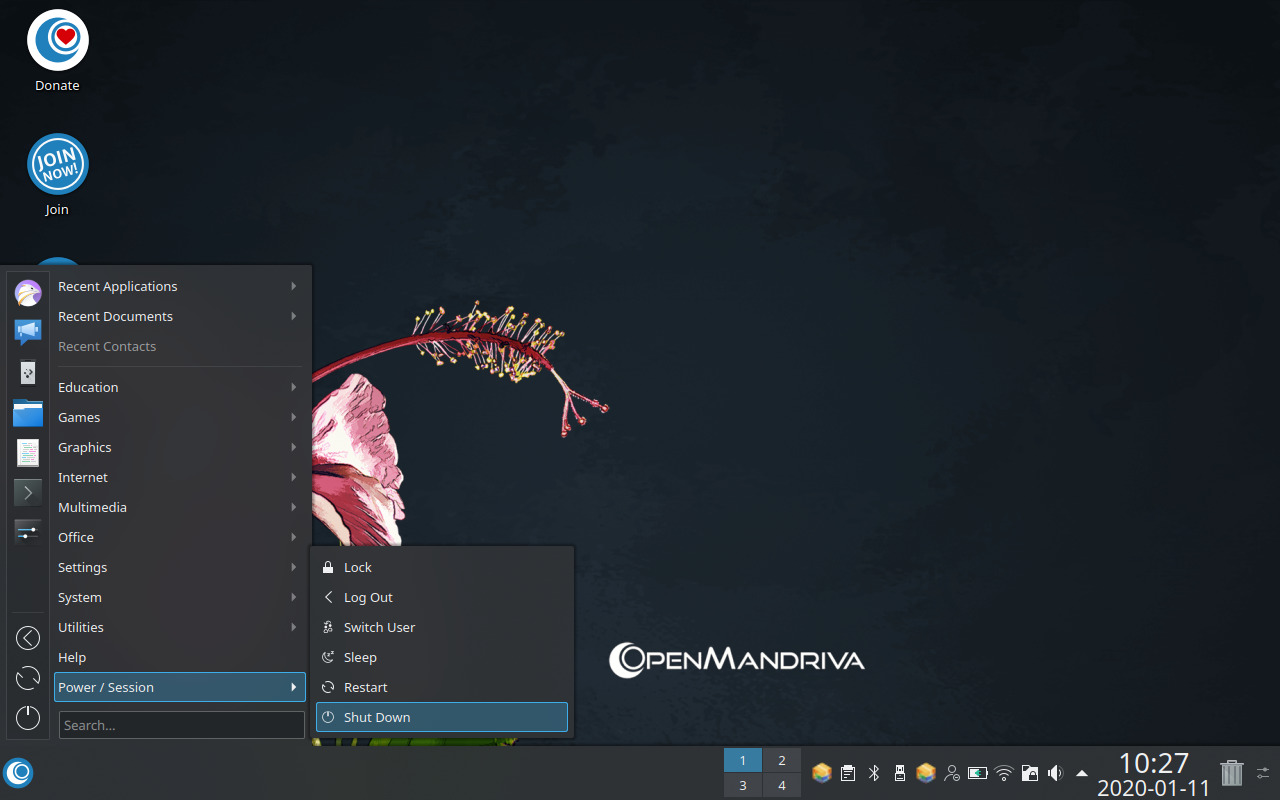 Donate
JOIN
NOW!
Join
Recent Applications
Recent Documents
Recent Contacts
Education
Games
Graphics
Internet
Multimedia
Office
Settings
System
Utilities
Help
Power / Session
Search...
Lock
Log Out
Switch User
Sleep
Restart
Shut Down
OPENMANDRIVA
1 2
3 4
10:27
2020-01-11